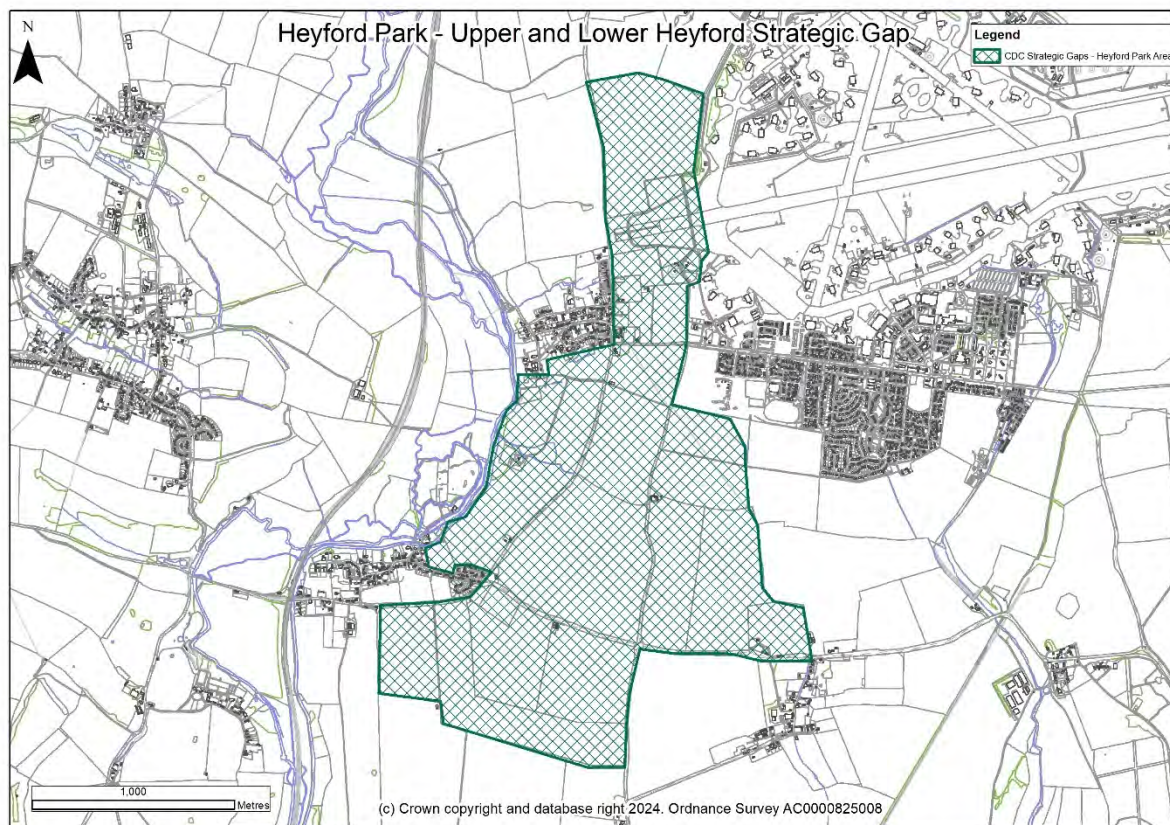 N
Heyford Park - Upper and Lower Heyford Strategic Gap
Legend
CDC Strategic Gaps - Heyford Park Area
1,000
Metres
(c) Crown copyright and database right 2024. Ordnance Survey AC0000825008